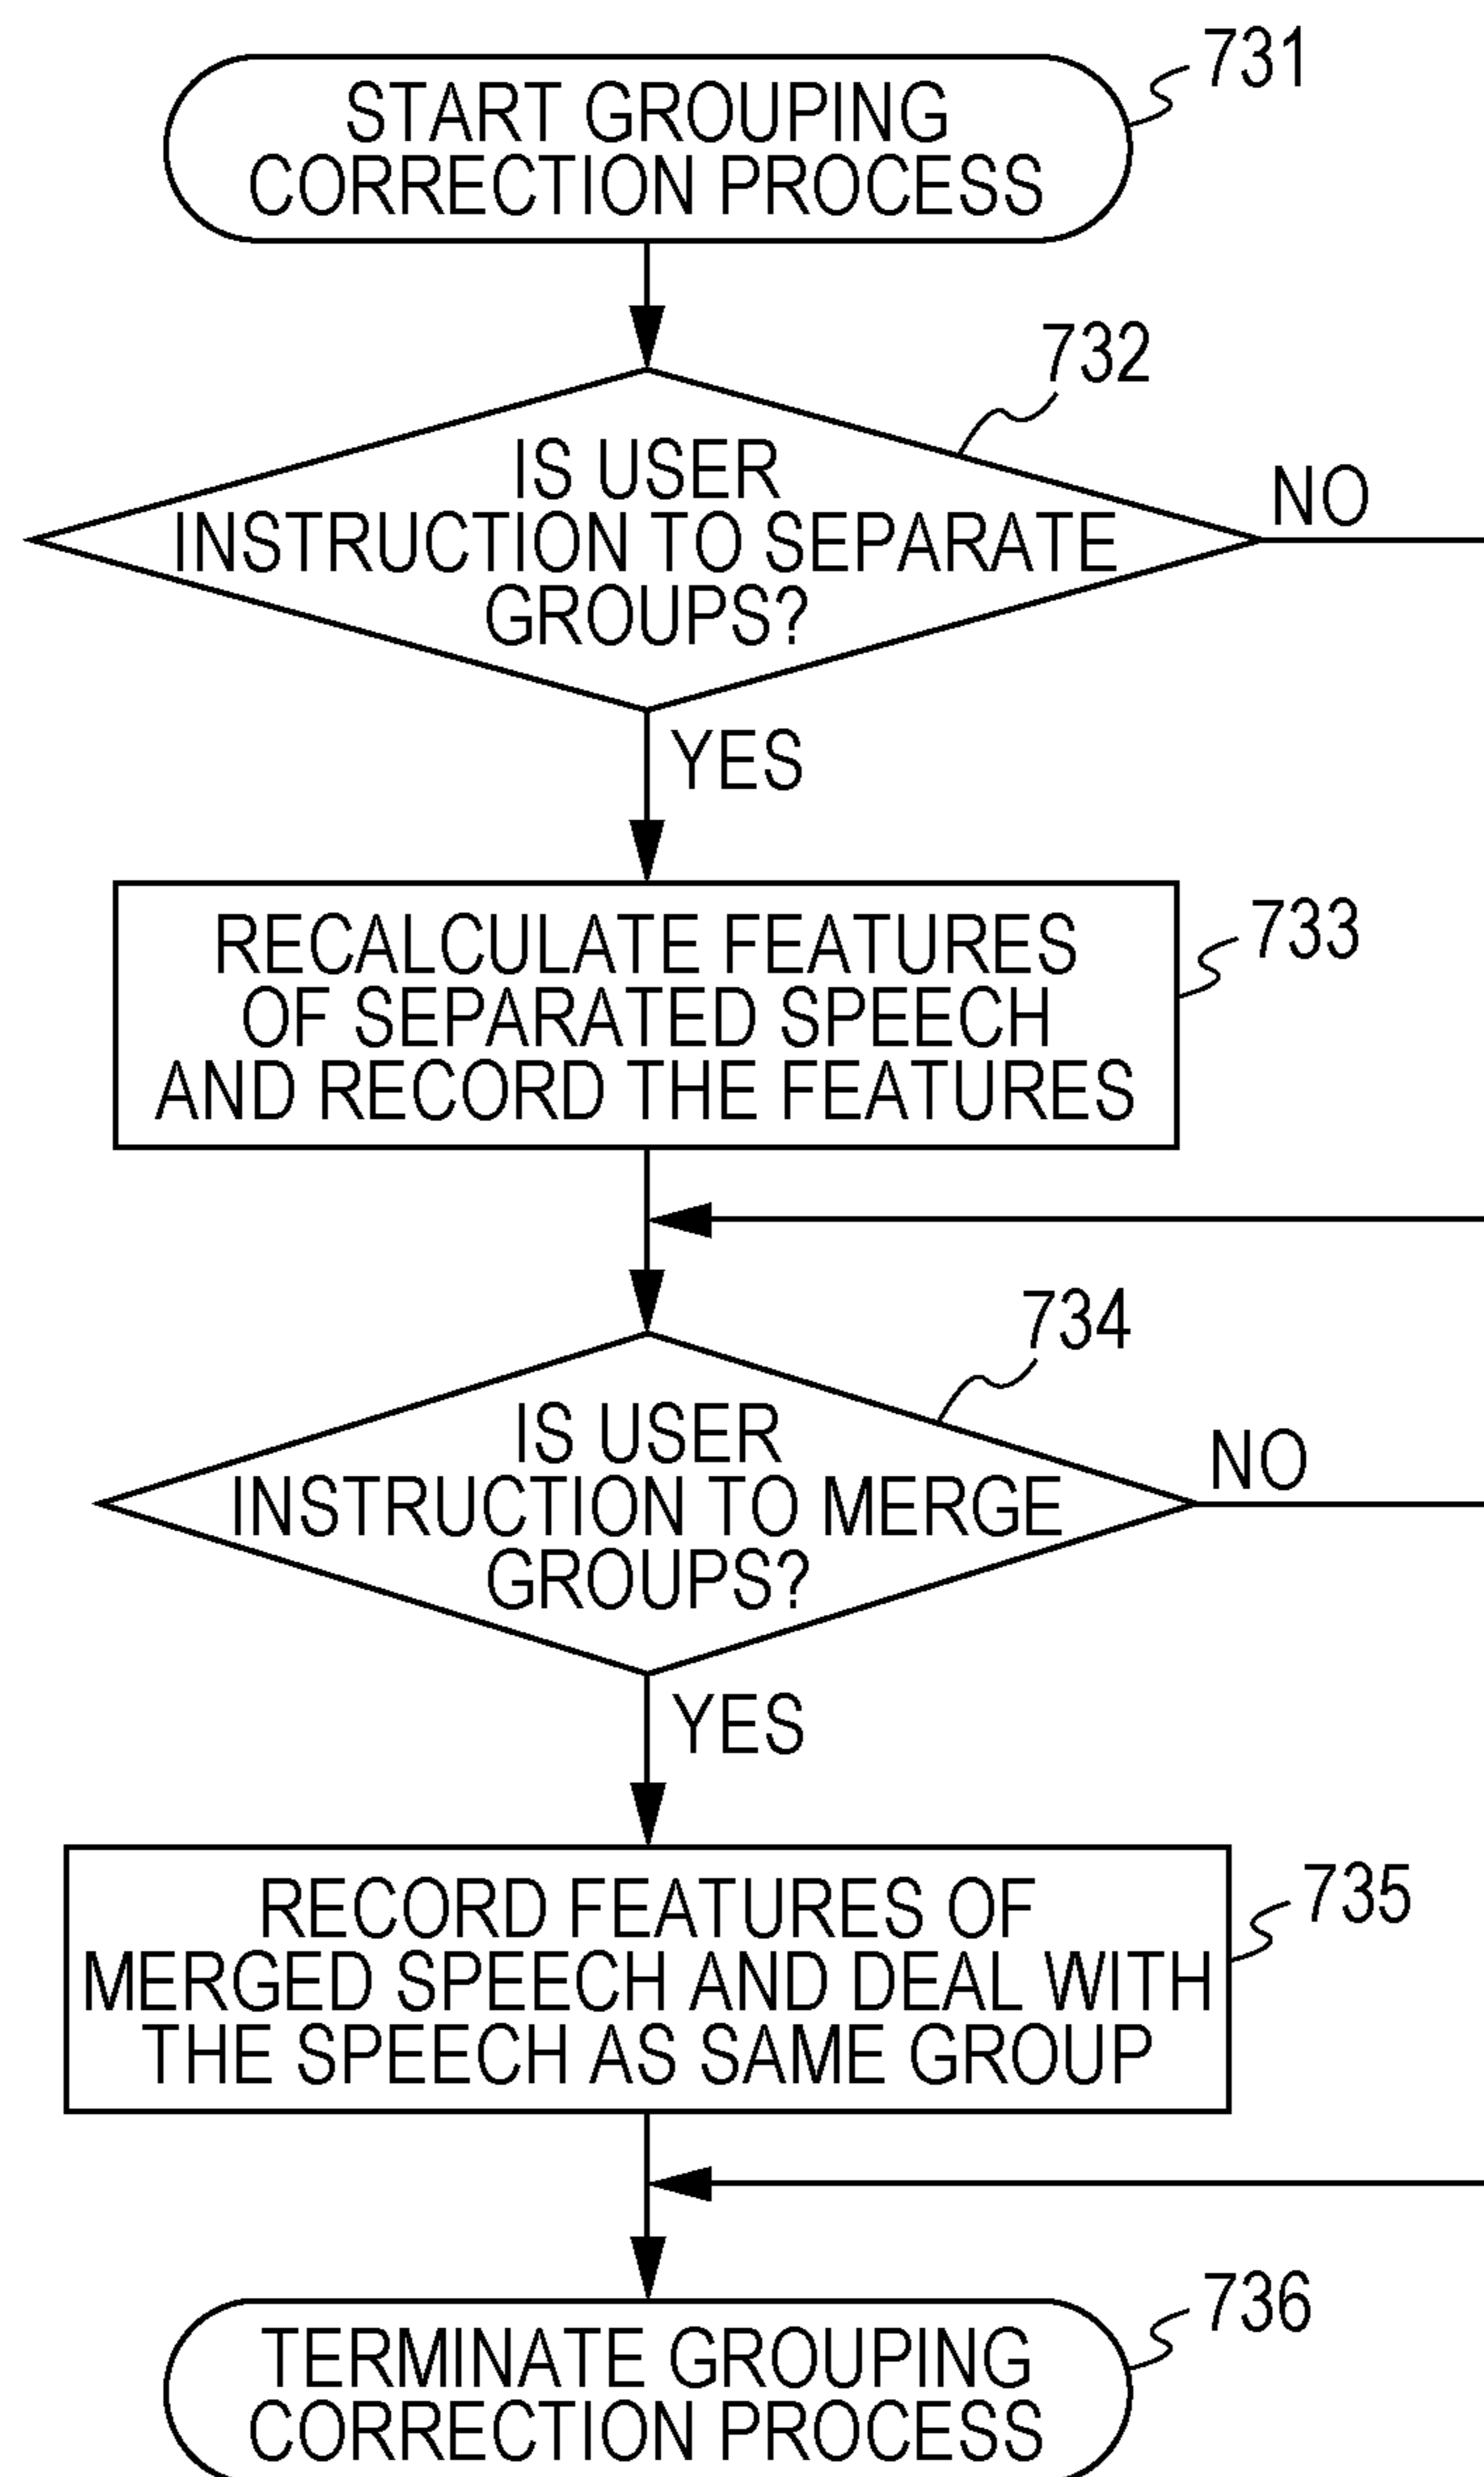 731
START GROUPING
CORRECTION PROCESS
732
IS USER
INSTRUCTION TO SEPARATE
GROUPS?
NO
YES
733
RECALCULATE FEATURES
OF SEPARATED SPEECH
AND RECORD THE FEATURES
734
IS USER
INSTRUCTION TO MERGE
GROUPS?
NO
YES
735
RECORD FEATURES OF
MERGED SPEECH AND DEAL WITH
THE SPEECH AS SAME GROUP
736
TERMINATE GROUPING
CORRECTION PROCESS